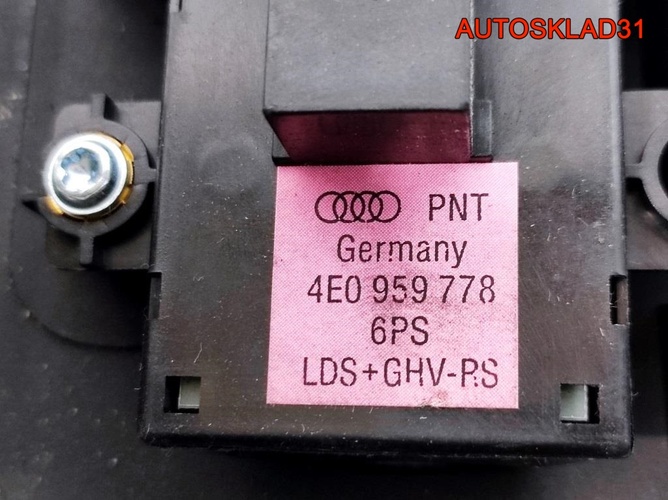 AUTOSKLAD31
PNT
Germany
4E0 959 778
6PS
LDS+GHV-RS